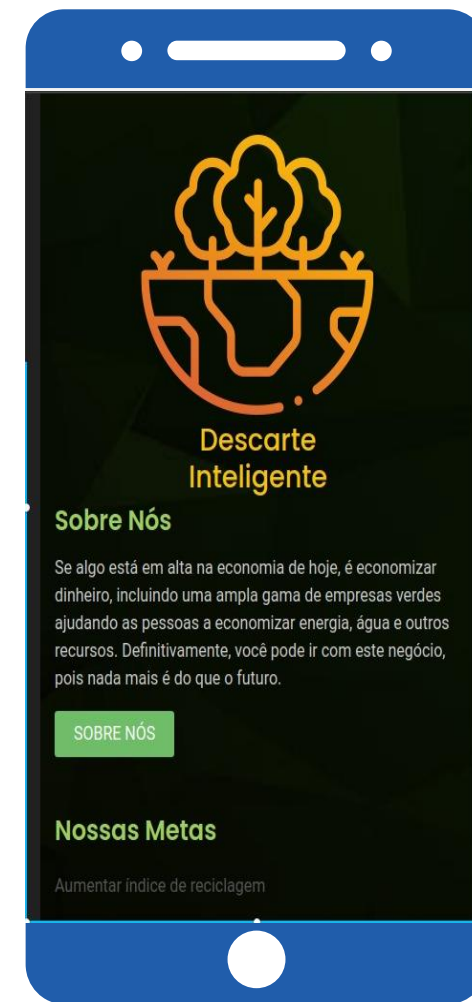 Descarte
Inteligente
Sobre Nós
Se algo está em alta na economia de hoje, é economizar
dinheiro, incluindo uma ampla gama de empresas verdes
ajudando as pessoas a economizar energia, água e outros
recursos. Definitivamente, você pode ir com este negócio,
pois nada mais é do que o futuro.
SOBRE NÓS
Nossas Metas
Aumentar índice de reciclagem